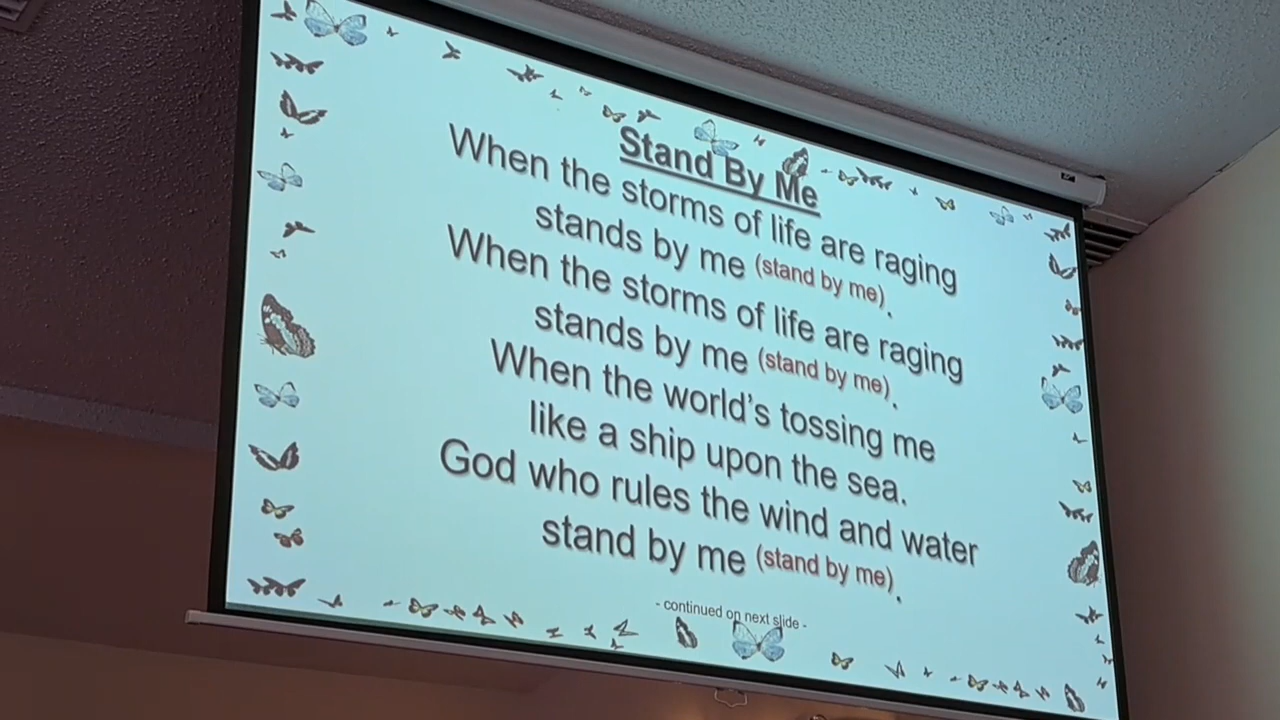 Stand By Me
When the storms of life are raging
stands by me (stand by me).
When the storms of life are raging
stands by me (stand by me).
When the world's tossing me
like a ship upon the sea.
God who rules the wind and water
stand by me (stand by me).
- continued on next slide -